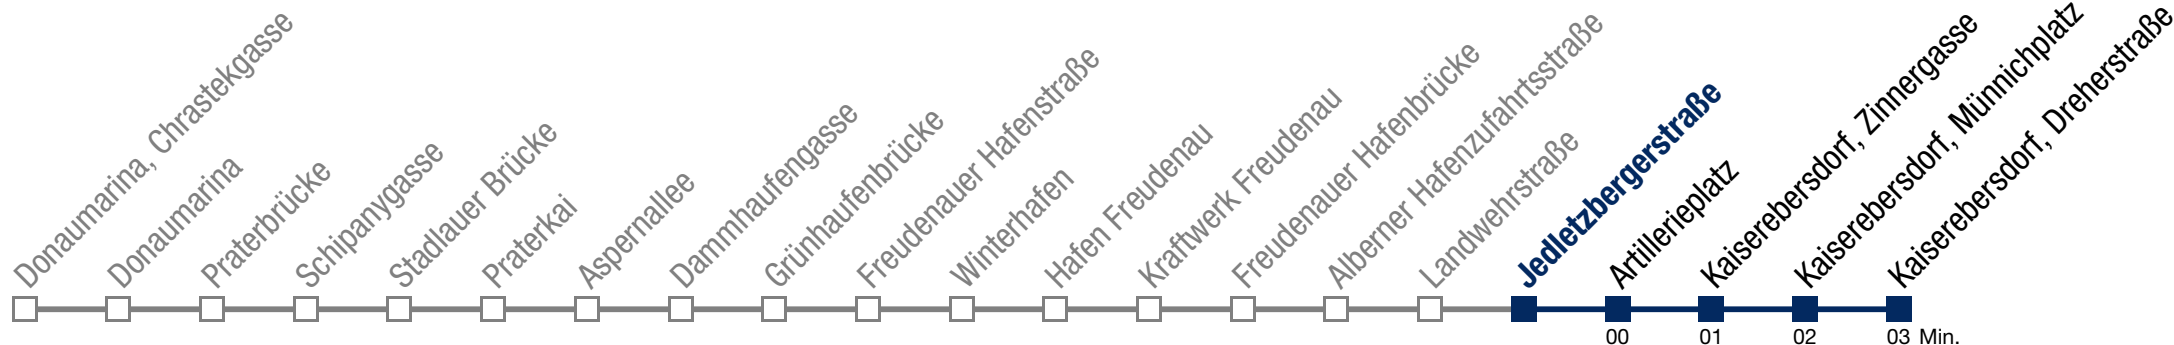 Donaumarina, Chrastekgasse
Donaumarina
Praterbrücke
Schipanygasse
Stadlauer Brücke
Praterkai
Aspernallee
Dammhaufengasse
Grünhaufenbrücke
Freudenauer Hafenstraße
Winterhafen
Hafen Freudenau
Kraftwerk Freudenau
Freudenauer Hafenbrücke
Alberner Hafenzufahrtsstraße
Landwehrstraße
Jedletzbergerstraße
Artillerieplatz
Kaiserebersdorf, Zinnergasse
Kaiserebersdorf, Münnichplatz
Kaiserebersdorf, Dreherstraße
00 01 02 03 Min.